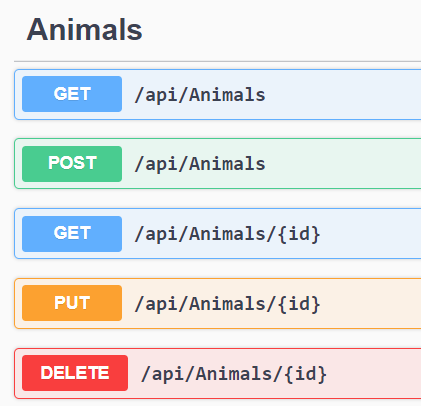 Animals
GET /api/Animals
POST /api/Animals
GET /api/Animals/{id}
PUT /api/Animals/{id}
DELETE /api/Animals/{id}